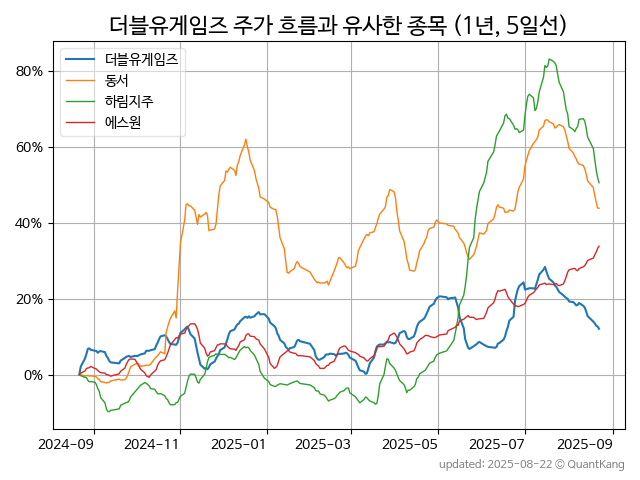 더블유게임즈 주가 흐름과 유사한 종목 (1년, 5일선)
더블유게임즈
동서
하림지주
에스원
80%
60%
40%
20%
0%
2024-09 2024-11 2025-01 2025-03 2025-05 2025-07 2025-09
updated: 2025-08-22 © QuantKang